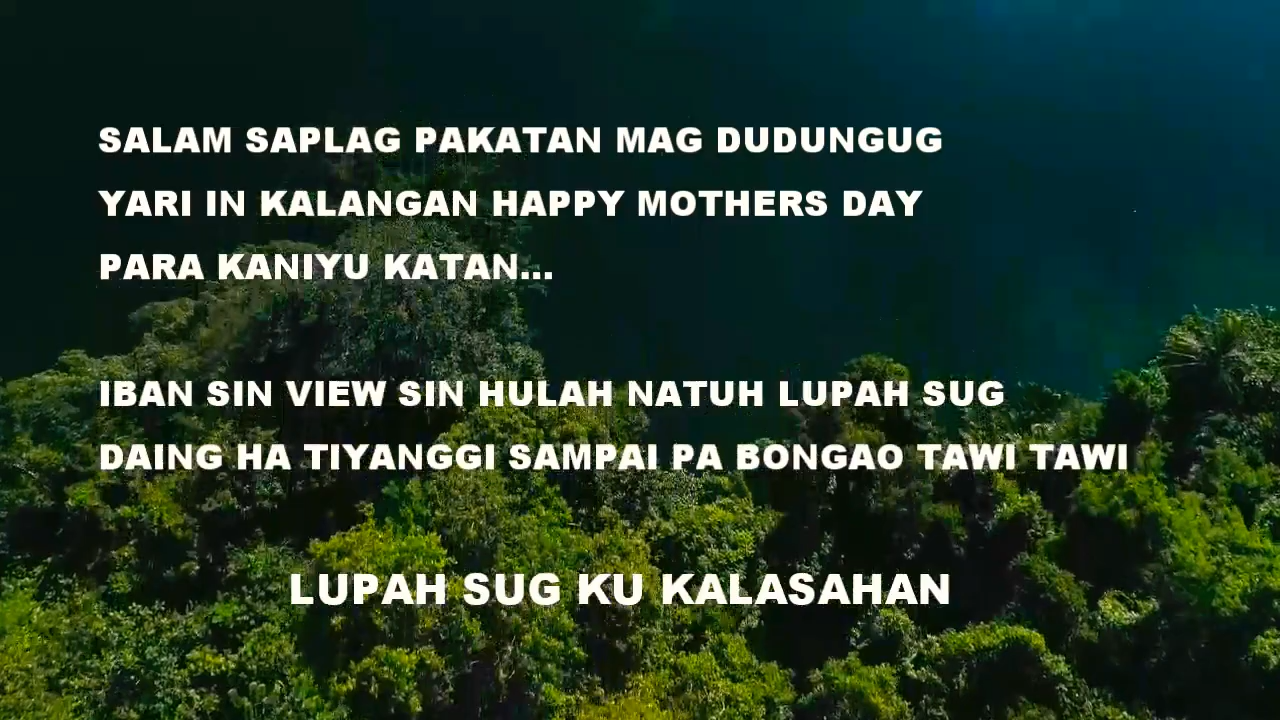 SALAM SAPLAG PAKATAN MAG DUDUNGUG
YARI IN KALANGAN HAPPY MOTHERS DAY
PARA KANIYU KATAN...
IBAN SIN VIEW SIN HULAH NATUH LUPAH SUG
DAING HA TIYANGGI SAMPAI PA BONGAO TAWI TAWI
LUPAH SUG KU KALASAHAN